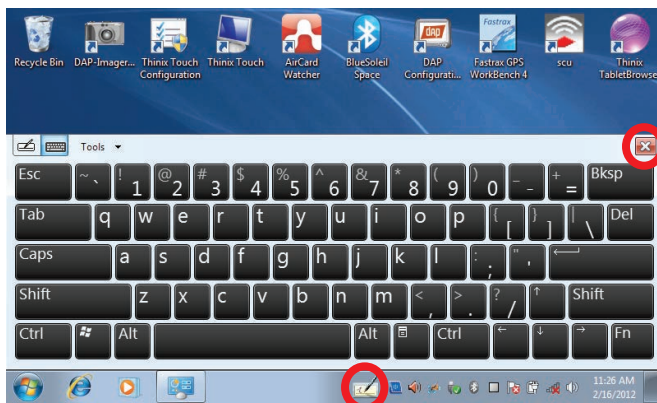 Fastrax
dap
Recycle Bin DAP-Imager... Thinix Touch Configuration Thinix Touch AirCard Watcher BlueSoleil Space DAP Configurati... Fastrax GPS WorkBench 4 scu Thinix TabletBrowse
Tools
Esc ~ ` ! 1 @ 2 # 3 $ 4 % 5 ^ 6 & 7 * 8 ( 9 ) 0 _ - + = Bksp
Tab q w e r t y u i o p { [ } ] | \ Del
Caps a s d f g h j k l : ; " ' ←
Shift z x c v b n m < , > . ? / ↑ Shift
Ctrl Alt Alt Ctrl ← ↓ → Fn
11:26 AM
2/16/2012